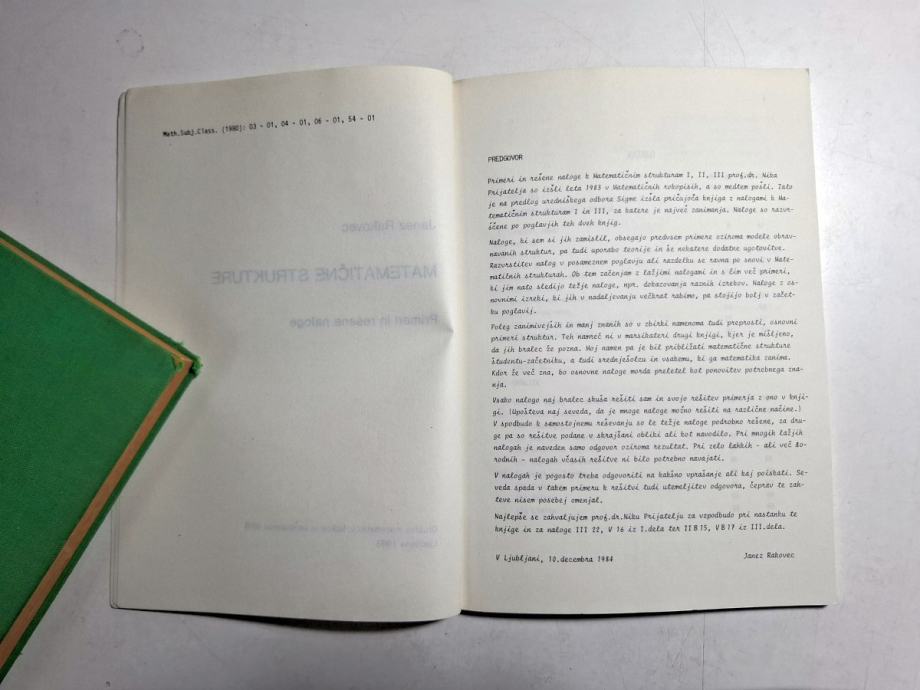 Math.Subj.Class. (1980): 03 - 01, 04 - 01, 06 - 01, 54 - 01
Janez Rakovec
MATEMATIČNE STRUKTURE
Primeri in rešene naloge
Ljubljana 1985
PREDGOVOR
Primeri in rešene naloge k Matematičnim strukturam I, II, III prof.dr. Nika
Prijatelja so izšli leta 1983 v Matematičnih rokopisih, a so medtem pošli. Zato
je na predlog uredniškega odbora Sigme izšla pričujoča knjiga z nalogami k Ma-
tematičnim strukturam I in III, za katere je največ zanimanja. Naloge so razvr-
ščene po poglavjih teh dveh knjig.
Naloge, ki sem si jih zamislil, obsegajo predvsem primere oziroma modele obrav-
navanih struktur, pa tudi uporabo teorije in še nekatere dodatne ugotovitve.
Razvrstitev nalog v posameznem poglavju ali razdelku se ravna po snovi v Mate-
matičnih strukturah. Ob tem začenjam z lažjimi nalogami in s čim več primeri,
ki jim nato sledijo težje naloge, npr. dokazovanja raznih izrekov. Naloge z os-
novnimi izreki, ki jih v nadaljevanju večkrat rabimo, pa stojijo bolj v začet-
ku poglavij.
Poleg zanimivejših in manj znanih so v zbirki namenoma tudi preprosti, osnovni
primeri struktur. Teh namreč ni v marsikateri drugi knjigi, kjer je mišljeno,
da jih bralec že pozna. Moj namen pa je bil približati matematične strukture
študentu-začetniku, a tudi srednješolcu in vsakomu, ki ga matematika zanima.
Kdor že več zna, bo osnovne naloge morda preletel kot ponovitev potrebnega zna-
nja.
Vsako nalogo naj bralec skuša rešiti sam in svojo rešitev primerja z ono v knji-
gi. (Upošteva naj seveda, da je mnoge naloge možno rešiti na različne načine.)
V spodbudo k samostojnemu reševanju so le težje naloge podrobno rešene, za dru-
ge pa so rešitve podane v skrajšani obliki ali kot navodilo. Pri mnogih lažjih
nalogah je naveden samo odgovor oziroma rezultat. Pri zelo lahkih - ali več so-
rodnih - nalogah včasih rešitve ni bilo potrebno navajati.
V nalogah je pogosto treba odgovoriti na kakšno vprašanje ali kaj poiskati. Se-
veda spada v takem primeru k rešitvi tudi utemeljitev odgovora, čeprav te zah-
teve nisem posebej omenjal.
Najlepše se zahvaljujem prof.dr.Niku Prijatelju za vzpodbudo pri nastanku te
knjige in za naloge III 22, V 16 iz I.dela ter II B 15, V B 17 iz III.dela.
V Ljubljani, 10.decembra 1984
Janez Rakovec